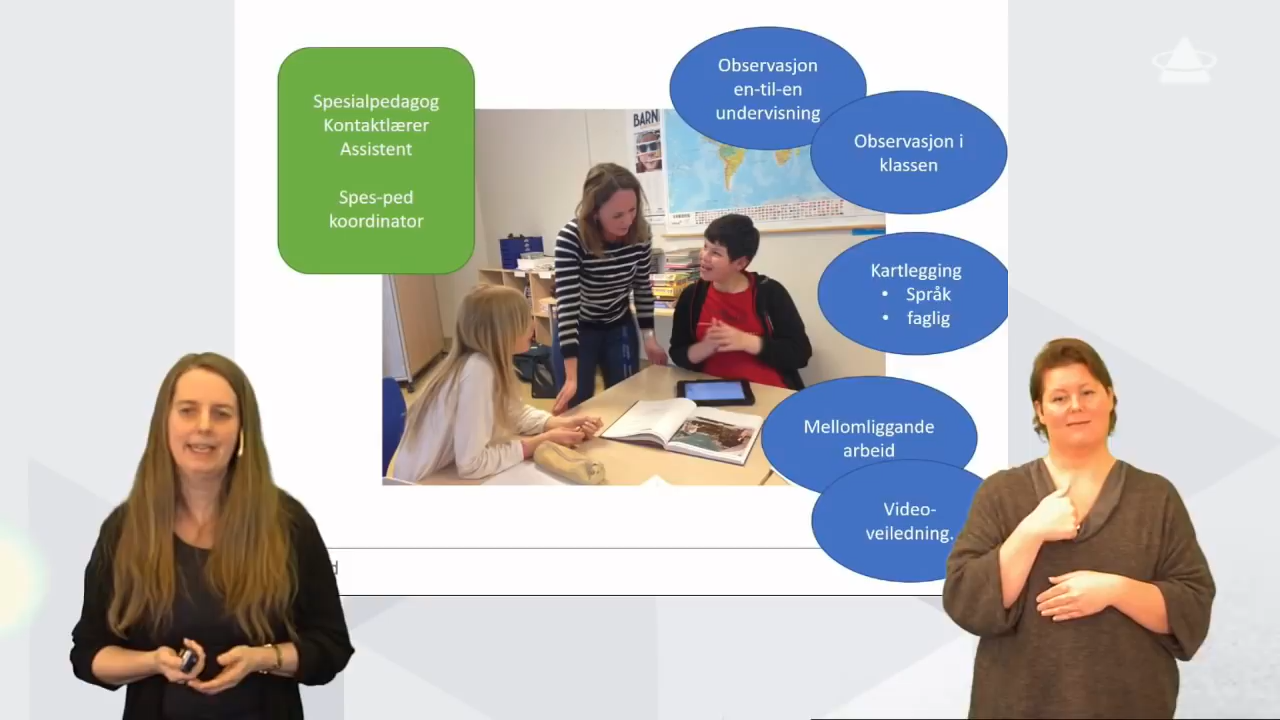 Spesialpedagog
Kontaktlærer
Assistent
Spes-ped
koordinator
Observasjon
en-til-en
undervisning
Observasjon i
klassen
BARN
Kartlegging
• Språk
• faglig
Mellomliggande
arbeid
Video-
veiledning.